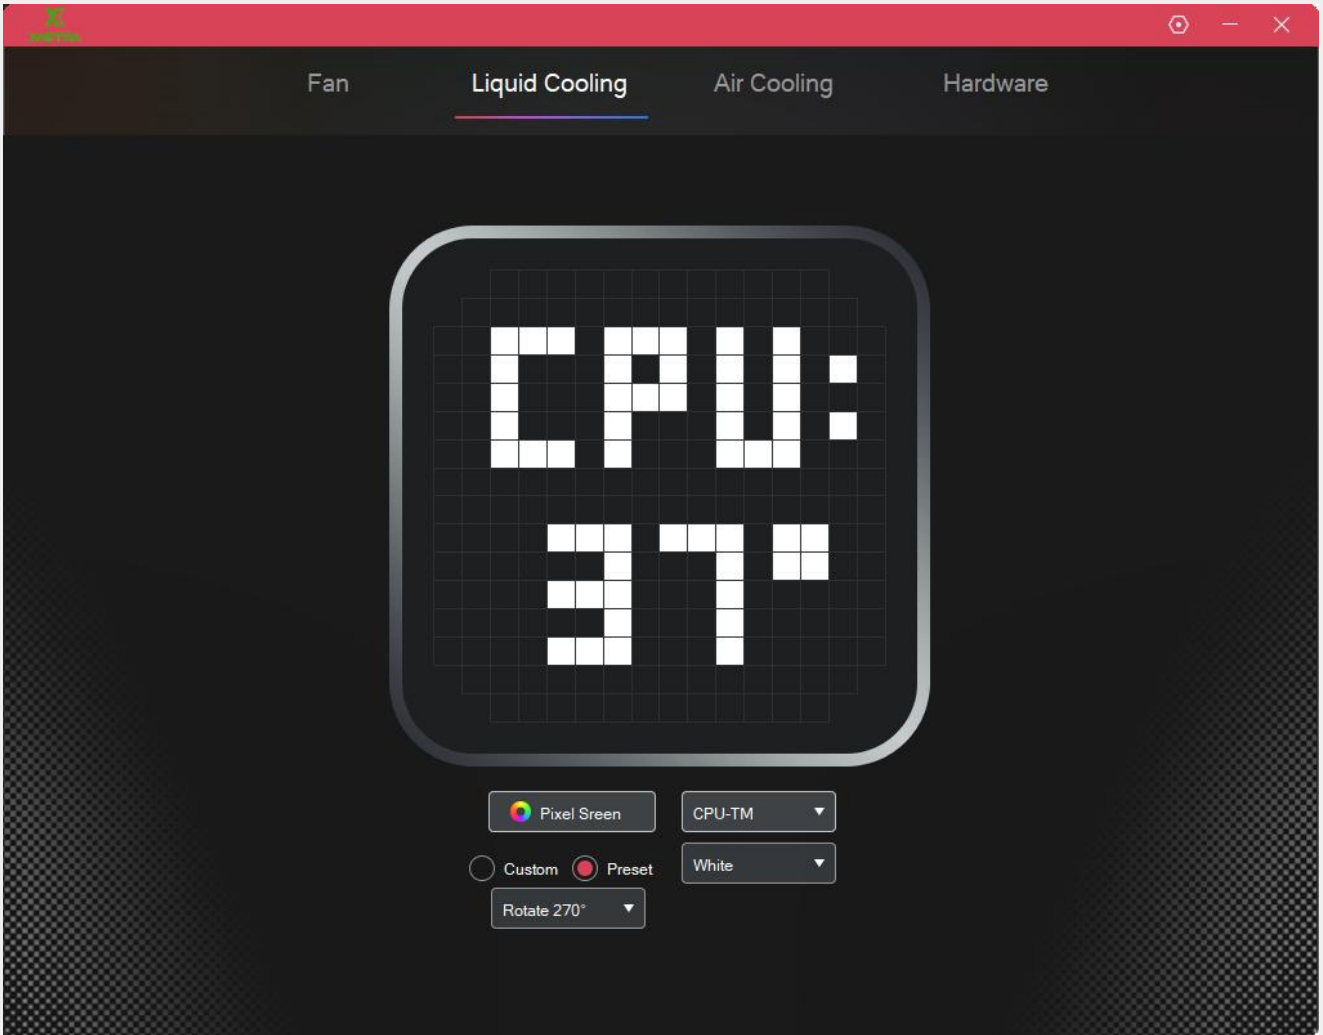 Fan Liquid Cooling Air Cooling Hardware
CPU:
37°
Pixel Sreen CPU-TM
Custom Preset White
Rotate 270°